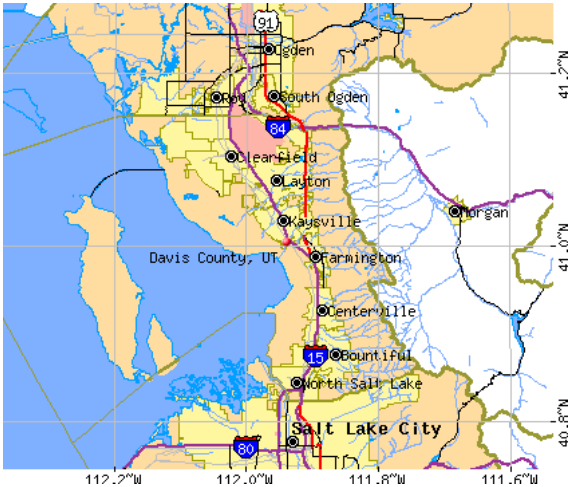 91
Ogden
Roy
South Ogden
41.2°N
84
Clearfield
Layton
Morgan
Kaysville
41.0°N
Davis County, UT
Farmington
Centerville
15
Bountiful
North Salt Lake
Salt Lake City
40.8°N
80
112.2°W
112.0°W
111.8°W
111.6°W